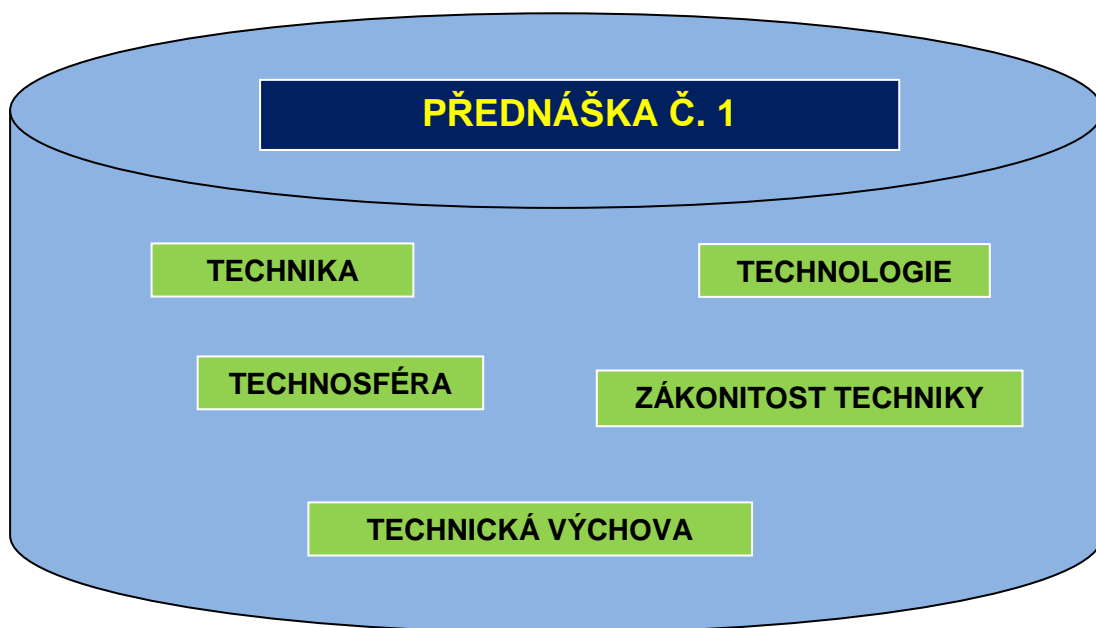 PŘEDNÁŠKA Č. 1
TECHNIKA
TECHNOLOGIE
TECHNOSFÉRA
ZÁKONITOST TECHNIKY
TECHNICKÁ VÝCHOVA